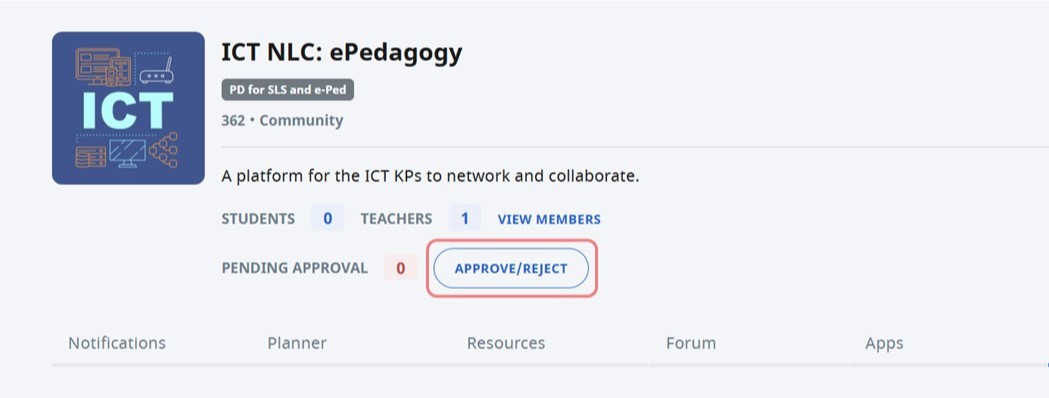 ICT
ICT NLC: ePedagogy
PD for SLS and e-Ped
362 • Community
A platform for the ICT KPs to network and collaborate.
STUDENTS 0 TEACHERS 1 VIEW MEMBERS
PENDING APPROVAL 0 APPROVE/REJECT
Notifications Planner Resources Forum Apps